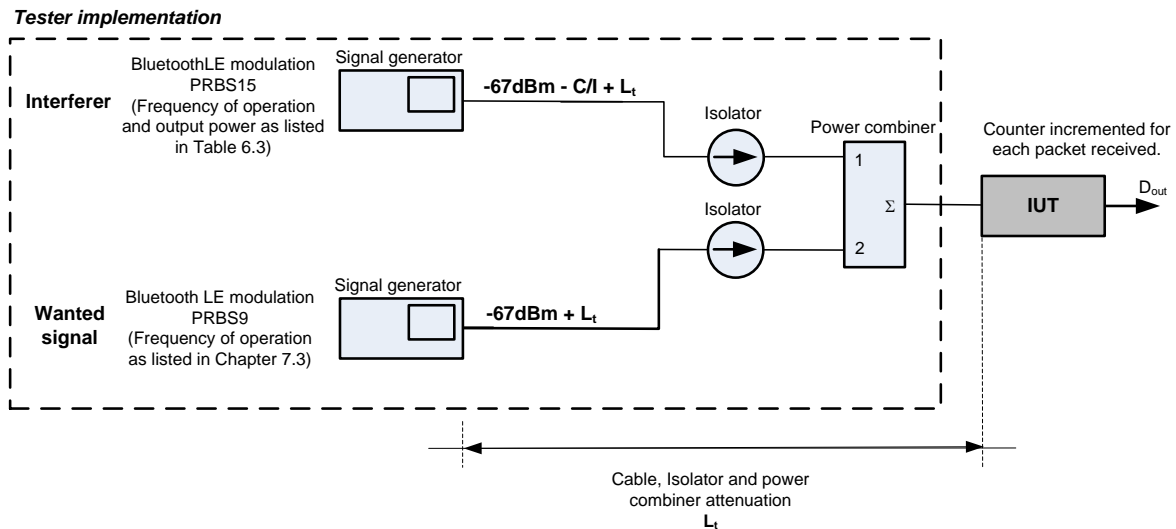 Tester implementation
Interferer
BluetoothLE modulation
PRBS15
(Frequency of operation
and output power as listed
in Table 6.3)
Signal generator
-67dBm - C/I + Lt
Isolator
Power combiner
1
Σ
2
Counter incremented for
each packet received.
IUT
Dout
Isolator
Wanted
signal
Bluetooth LE modulation
PRBS9
(Frequency of operation
as listed in Chapter 7.3)
Signal generator
-67dBm + Lt
Cable, Isolator and power
combiner attenuation
Lt